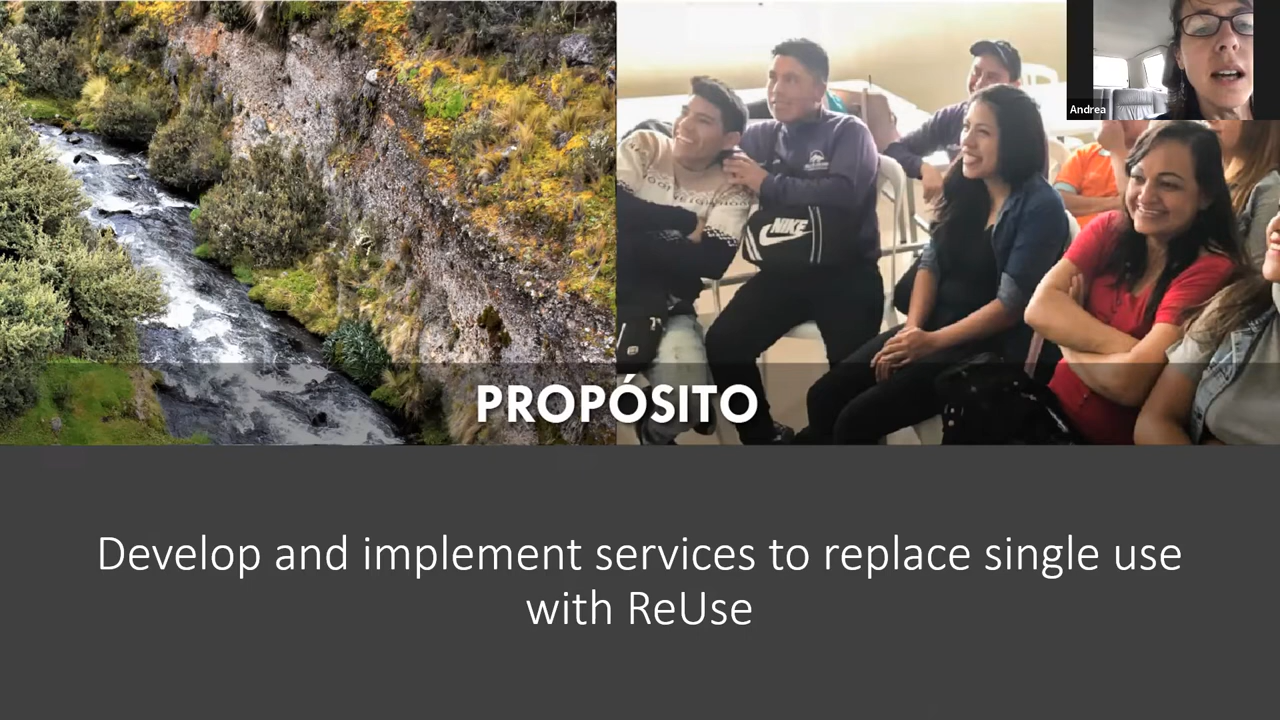 Andrea
NIKE
PROPÓSITO
Develop and implement services to replace single use
with ReUse